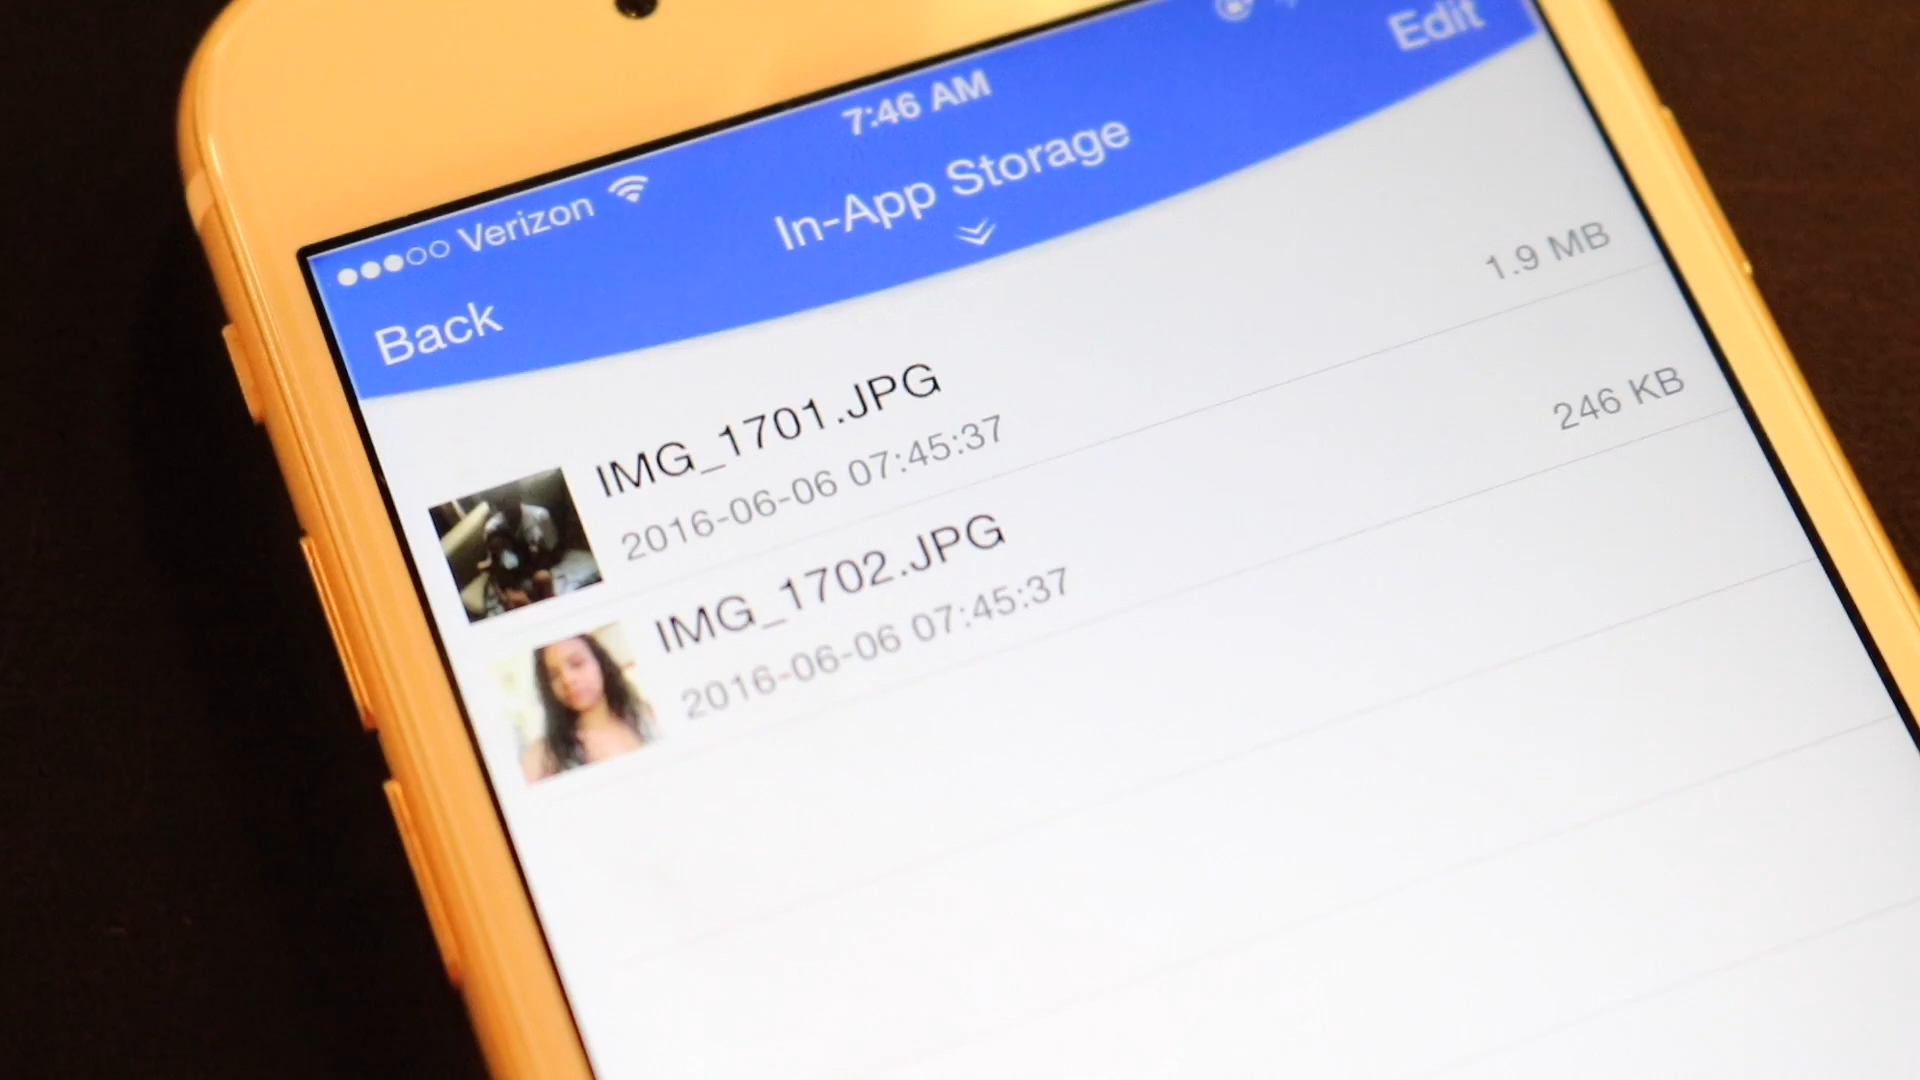 ●●●○○ Verizon 7:46 AM
Back In-App Storage Edit
IMG_1701.JPG
2016-06-06 07:45:37 1.9 MB
IMG_1702.JPG
2016-06-06 07:45:37 246 KB